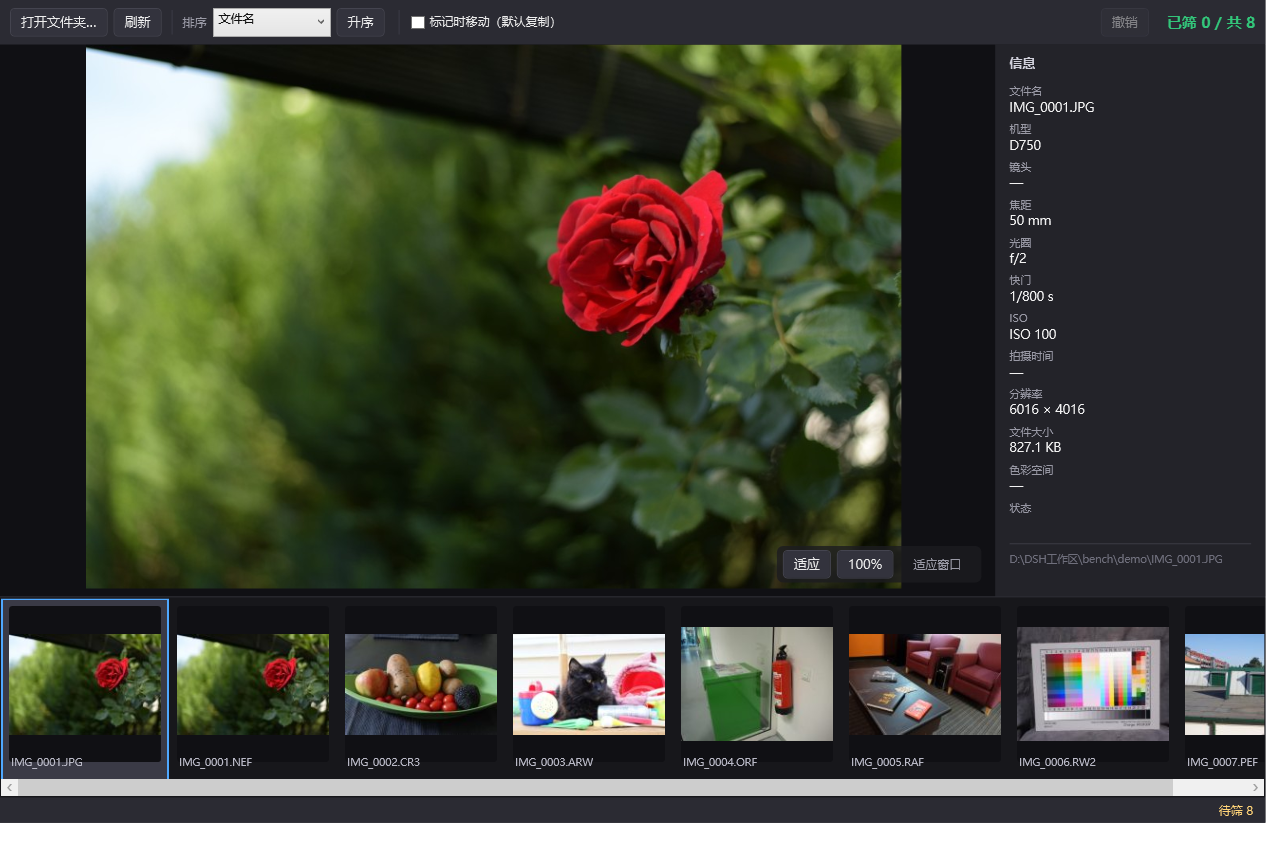 打开文件夹... 刷新 排序 文件名 升序 标记时移动（默认复制） 撤销 已筛 0 / 共 8
信息
文件名
IMG_0001.JPG
机型
D750
镜头
—
焦距
50 mm
光圈
f/2
快门
1/800 s
ISO
ISO 100
拍摄时间
—
分辨率
6016 × 4016
文件大小
827.1 KB
色彩空间
—
状态
D:\DSH工作区\bench\demo\IMG_0001.JPG
适应 100% 适应窗口
IMG_0001.JPG IMG_0001.NEF IMG_0002.CR3 IMG_0003.ARW IMG_0004.ORF IMG_0005.RAF IMG_0006.RW2 IMG_0007.PEF
待筛 8